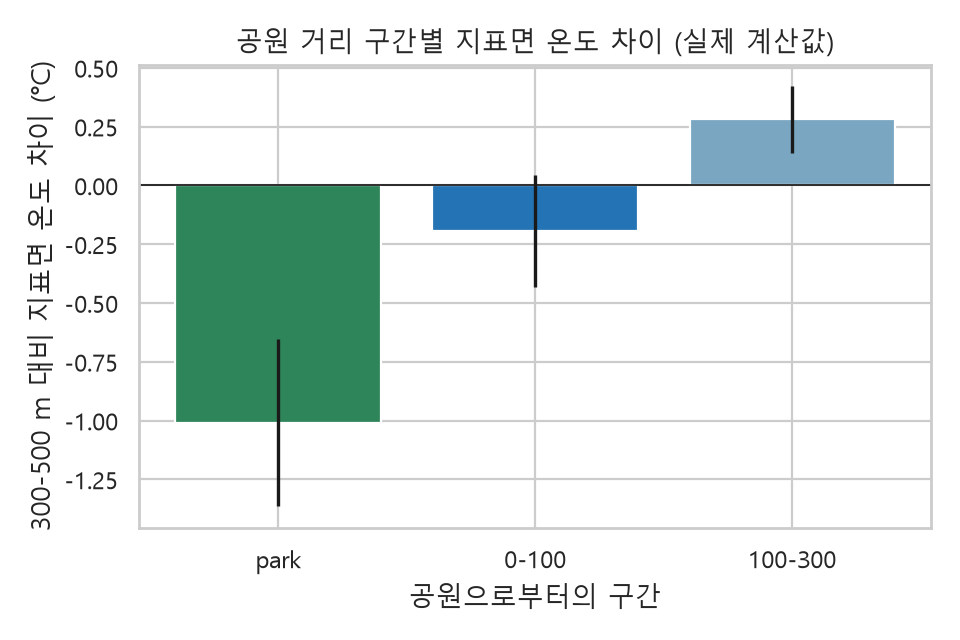 공원 거리 구간별 지표면 온도 차이 (실제 계산값)
300-500 m 대비 지표면 온도 차이 (°C)
0.50
0.25
0.00
-0.25
-0.50
-0.75
-1.00
-1.25
park
0-100
100-300
공원으로부터의 구간